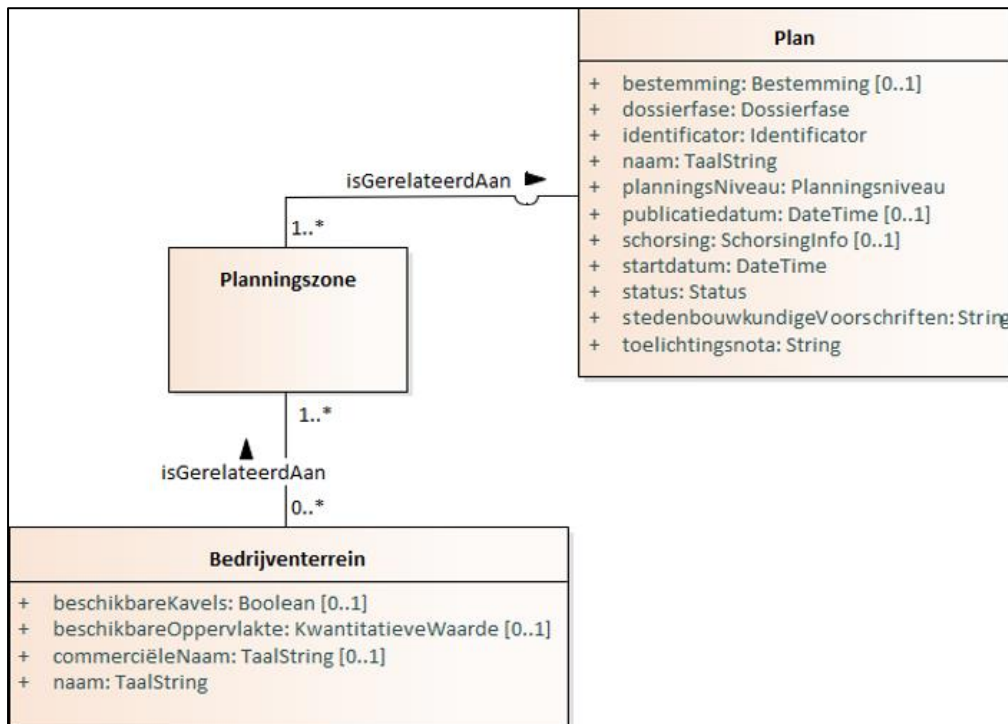 Plan
+ bestemming: Bestemming [0..1]
+ dossierfase: Dossierfase
+ identificator: Identificator
+ naam: TaalString
+ planningsNiveau: Planningsniveau
+ publicatiedatum: DateTime [0..1]
+ schorsing: SchorsingInfo [0..1]
+ startdatum: DateTime
+ status: Status
+ stedenbouwkundigeVoorschriften: String
+ toelichtingsnota: String
isGerelateerdAan
1..*
Planningszone
1..*
isGerelateerdAan
0..*
Bedrijventerrein
+ beschikbareKavels: Boolean [0..1]
+ beschikbareOppervlakte: KwantitatieveWaarde [0..1]
+ commerciëleNaam: TaalString [0..1]
+ naam: TaalString